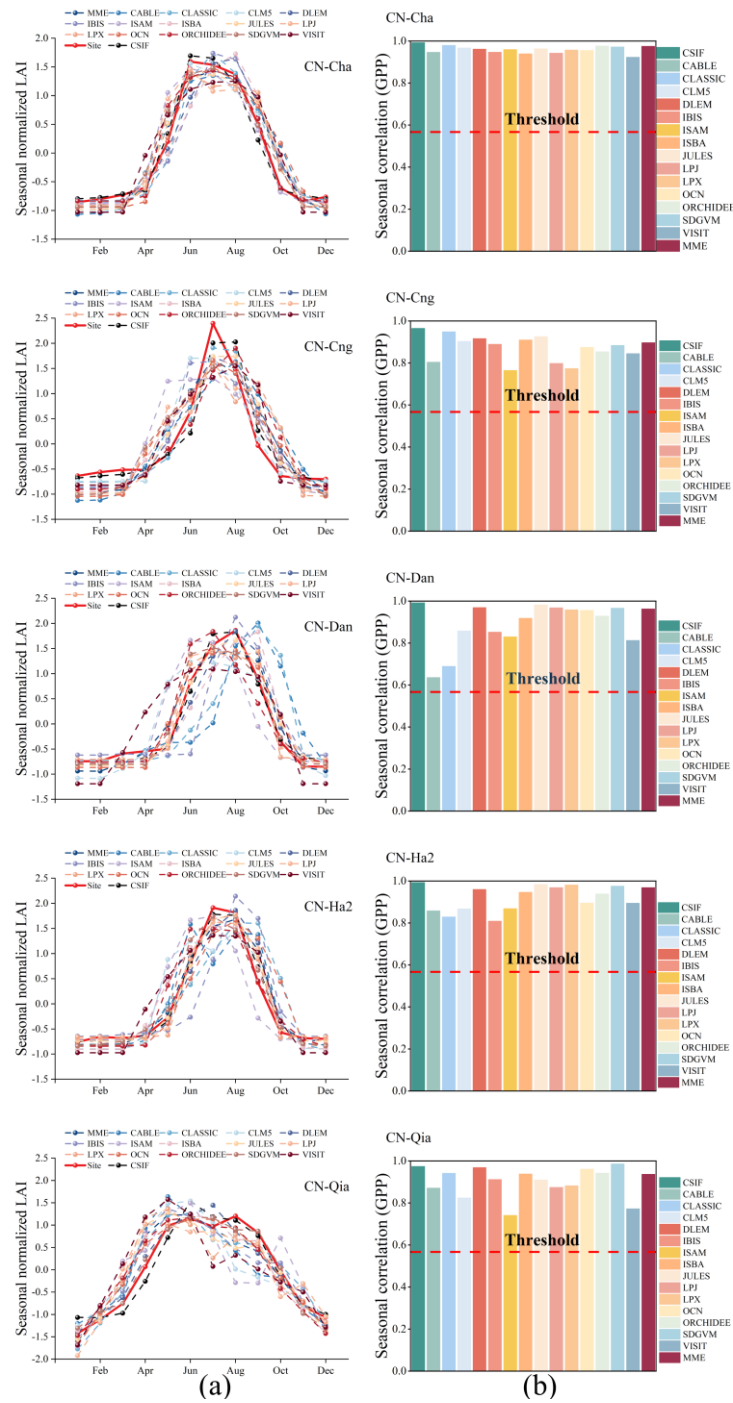 CN-Cha
MME CABLE CLASSIC CLM5 DLEM
IBIS ISAM ISBA JULES LPJ
LPX OCN ORCHIDEE SDGVM VISIT
Site CSIF
Seasonal normalized LAI
CN-Cha
2.0
1.5
1.0
0.5
0.0
-0.5
-1.0
-1.5
Feb Apr Jun Aug Oct Dec
Seasonal correlation (GPP)
1.0
0.8
0.6
0.4
0.2
0.0
Threshold
CSIF
CABLE
CLASSIC
CLM5
DLEM
IBIS
ISAM
ISBA
JULES
LPJ
LPX
OCN
ORCHIDEE
SDGVM
VISIT
MME
CN-Cng
MME CABLE CLASSIC CLM5 DLEM
IBIS ISAM ISBA JULES LPJ
LPX OCN ORCHIDEE SDGVM VISIT
Site CSIF
Seasonal normalized LAI
CN-Cng
2.5
2.0
1.5
1.0
0.5
0.0
-0.5
-1.0
-1.5
Feb Apr Jun Aug Oct Dec
Seasonal correlation (GPP)
1.0
0.8
0.6
0.4
0.2
0.0
Threshold
CSIF
CABLE
CLASSIC
CLM5
DLEM
IBIS
ISAM
ISBA
JULES
LPJ
LPX
OCN
ORCHIDEE
SDGVM
VISIT
MME
CN-Dan
MME CABLE CLASSIC CLM5 DLEM
IBIS ISAM ISBA JULES LPJ
LPX OCN ORCHIDEE SDGVM VISIT
Site CSIF
Seasonal normalized LAI
CN-Dan
2.5
2.0
1.5
1.0
0.5
0.0
-0.5
-1.0
-1.5
Feb Apr Jun Aug Oct Dec
Seasonal correlation (GPP)
1.0
0.8
0.6
0.4
0.2
0.0
Threshold
CSIF
CABLE
CLASSIC
CLM5
DLEM
IBIS
ISAM
ISBA
JULES
LPJ
LPX
OCN
ORCHIDEE
SDGVM
VISIT
MME
CN-Ha2
MME CABLE CLASSIC CLM5 DLEM
IBIS ISAM ISBA JULES LPJ
LPX OCN ORCHIDEE SDGVM VISIT
Site CSIF
Seasonal normalized LAI
CN-Ha2
2.5
2.0
1.5
1.0
0.5
0.0
-0.5
-1.0
-1.5
Feb Apr Jun Aug Oct Dec
Seasonal correlation (GPP)
1.0
0.8
0.6
0.4
0.2
0.0
Threshold
CSIF
CABLE
CLASSIC
CLM5
DLEM
IBIS
ISAM
ISBA
JULES
LPJ
LPX
OCN
ORCHIDEE
SDGVM
VISIT
MME
CN-Qia
MME CABLE CLASSIC CLM5 DLEM
IBIS ISAM ISBA JULES LPJ
LPX OCN ORCHIDEE SDGVM VISIT
Site CSIF
Seasonal normalized LAI
CN-Qia
2.5
2.0
1.5
1.0
0.5
0.0
-0.5
-1.0
-1.5
-2.0
Feb Apr Jun Aug Oct Dec
Seasonal correlation (GPP)
1.0
0.8
0.6
0.4
0.2
0.0
Threshold
CSIF
CABLE
CLASSIC
CLM5
DLEM
IBIS
ISAM
ISBA
JULES
LPJ
LPX
OCN
ORCHIDEE
SDGVM
VISIT
MME
(a)
(b)